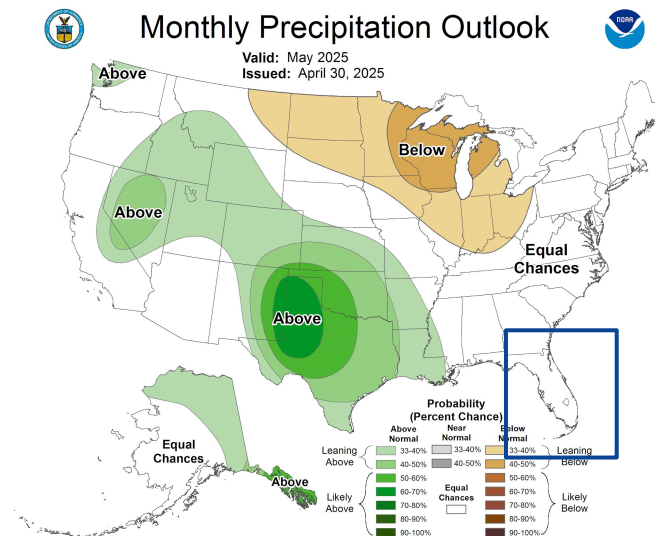 Monthly Precipitation Outlook
NOAA
Valid: May 2025
Issued: April 30, 2025
Above
Below
Above
Equal
Chances
Above
Equal
Chances
Above
Probability
(Percent Chance)
Above
Normal
Near
Normal
Below
Normal
Leaning
Above
33-40%
40-50%
33-40%
40-50%
33-40%
40-50%
Leaning
Below
Likely
Above
50-60%
60-70%
70-80%
80-90%
90-100%
Equal
Chances
50-60%
60-70%
70-80%
80-90%
90-100%
Likely
Below